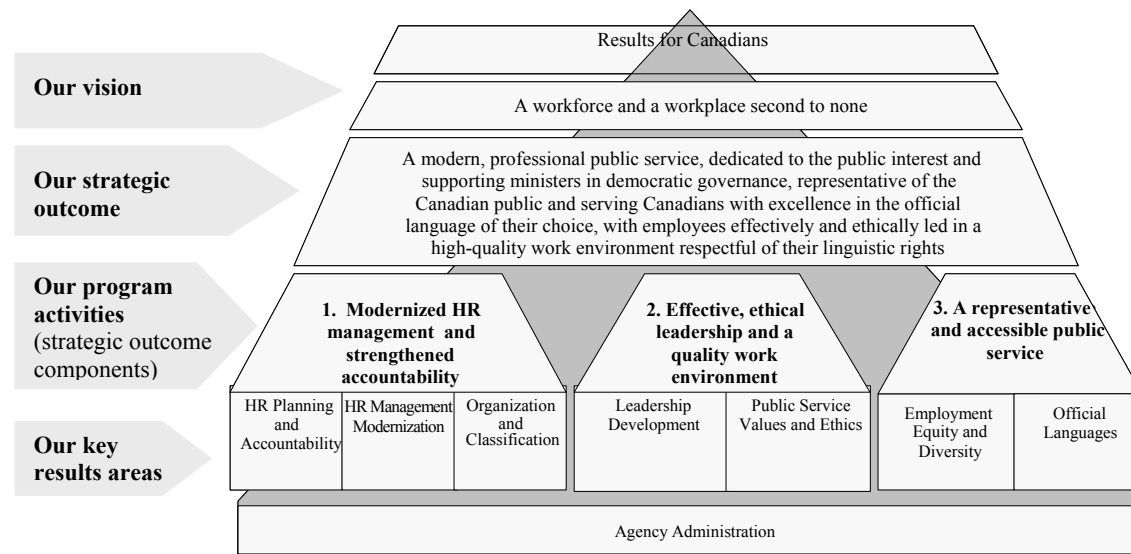 Results for Canadians
Our vision
A workforce and a workplace second to none
Our strategic
outcome
A modern, professional public service, dedicated to the public interest and
supporting ministers in democratic governance, representative of the
Canadian public and serving Canadians with excellence in the official
language of their choice, with employees effectively and ethically led in a
high-quality work environment respectful of their linguistic rights
Our program
activities
(strategic outcome
components)
1. Modernized HR
management and
strengthened
accountability
2. Effective, ethical
leadership and a
quality work
environment
3. A representative
and accessible public
service
Our key
results areas
HR Planning
and
Accountability
HR Management
Modernization
Organization
and
Classification
Leadership
Development
Public Service
Values and Ethics
Employment
Equity and
Diversity
Official
Languages
Agency Administration